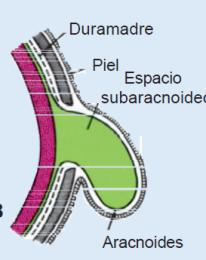 Duramadre
Piel
Espacio
subaracnoideo
Aracnoides